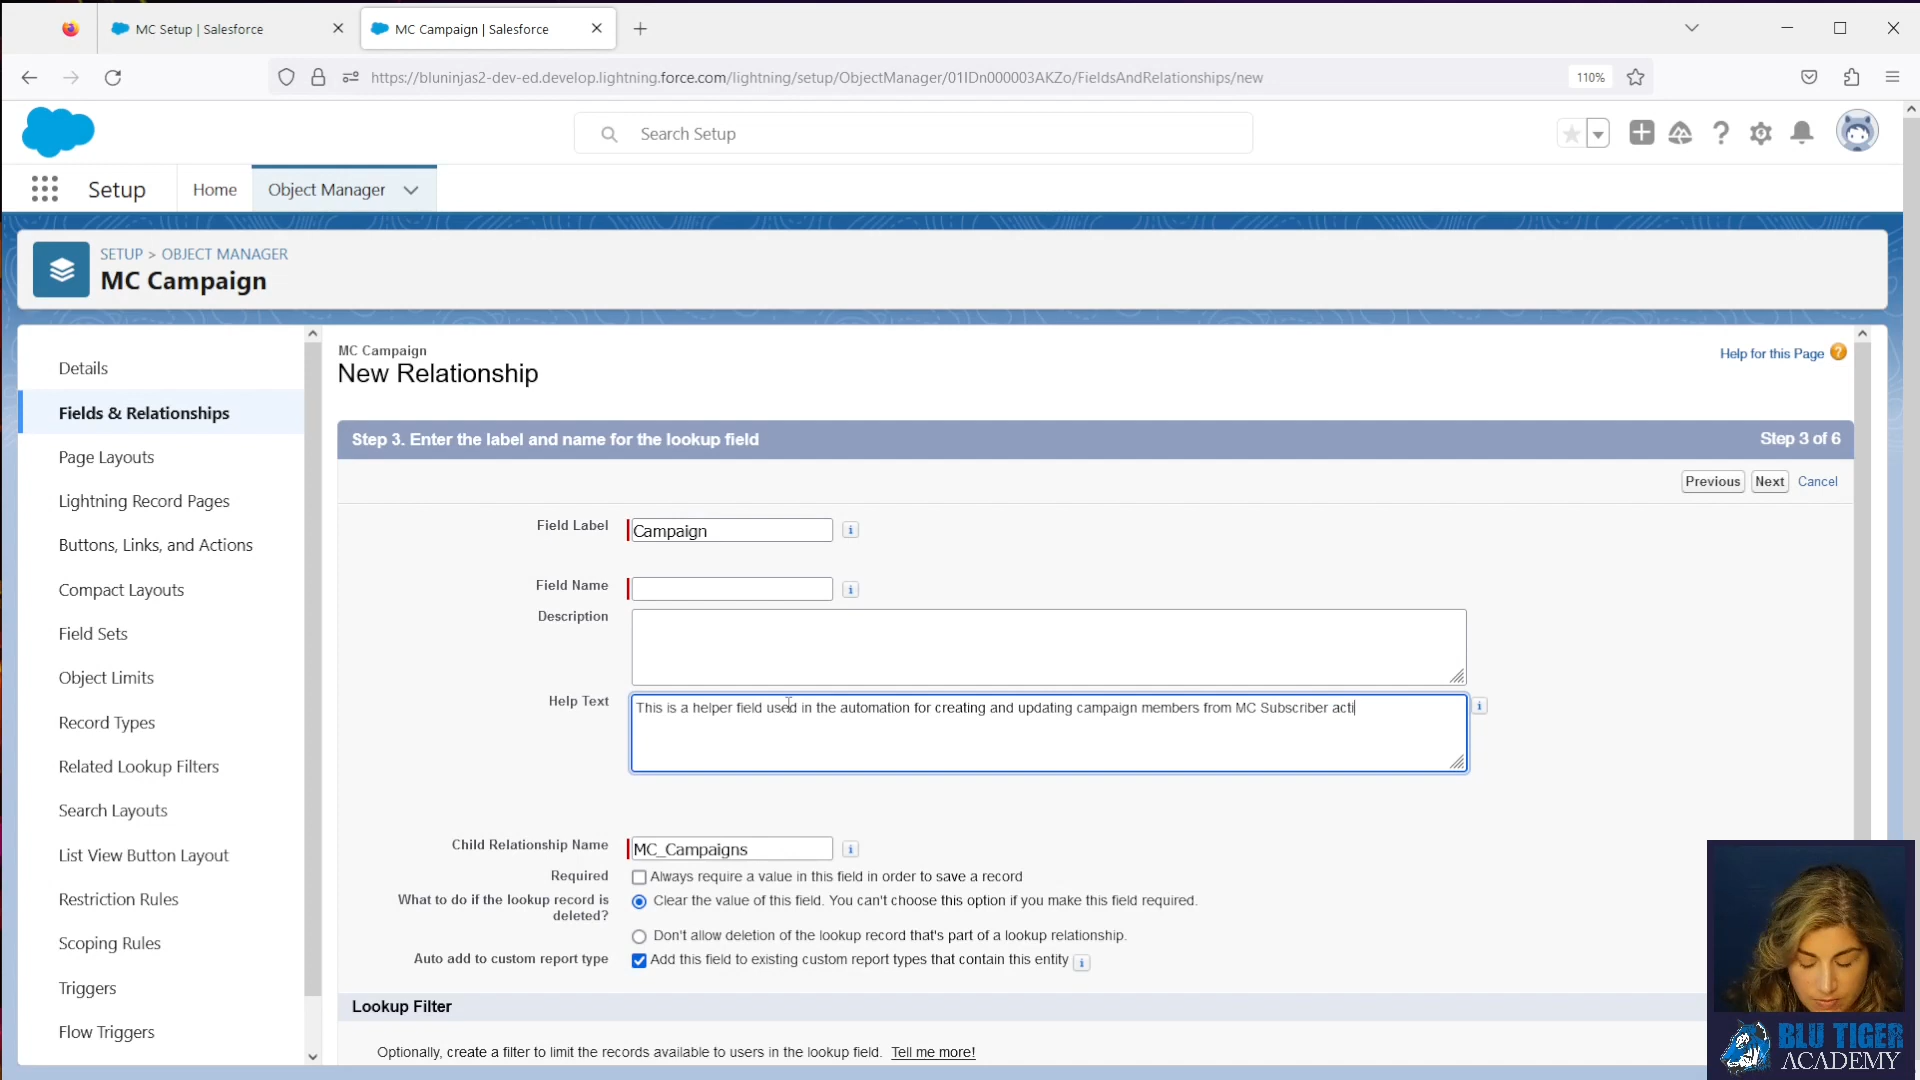 MC Setup | Salesforce
MC Campaign | Salesforce
https://bluninjas2-dev-ed.develop.lightning.force.com/lightning/setup/ObjectManager/01IDn000003AKZo/FieldsAndRelationships/new
110%
Search Setup
Setup
Home
Object Manager
SETUP > OBJECT MANAGER
MC Campaign
Details
Fields & Relationships
Page Layouts
Lightning Record Pages
Buttons, Links, and Actions
Compact Layouts
Field Sets
Object Limits
Record Types
Related Lookup Filters
Search Layouts
List View Button Layout
Restriction Rules
Scoping Rules
Triggers
Flow Triggers
MC Campaign
New Relationship
Help for this Page
Step 3. Enter the label and name for the lookup field
Step 3 of 6
Previous
Next
Cancel
Field Label
Campaign
Field Name
Description
Help Text
This is a helper field used in the automation for creating and updating campaign members from MC Subscriber acti
Child Relationship Name
MC_Campaigns
Required
Always require a value in this field in order to save a record
What to do if the lookup record is
deleted?
Clear the value of this field. You can't choose this option if you make this field required.
Don't allow deletion of the lookup record that's part of a lookup relationship.
Auto add to custom report type
Add this field to existing custom report types that contain this entity
Lookup Filter
Optionally, create a filter to limit the records available to users in the lookup field. Tell me more!
BLU TIGER
ACADEMY